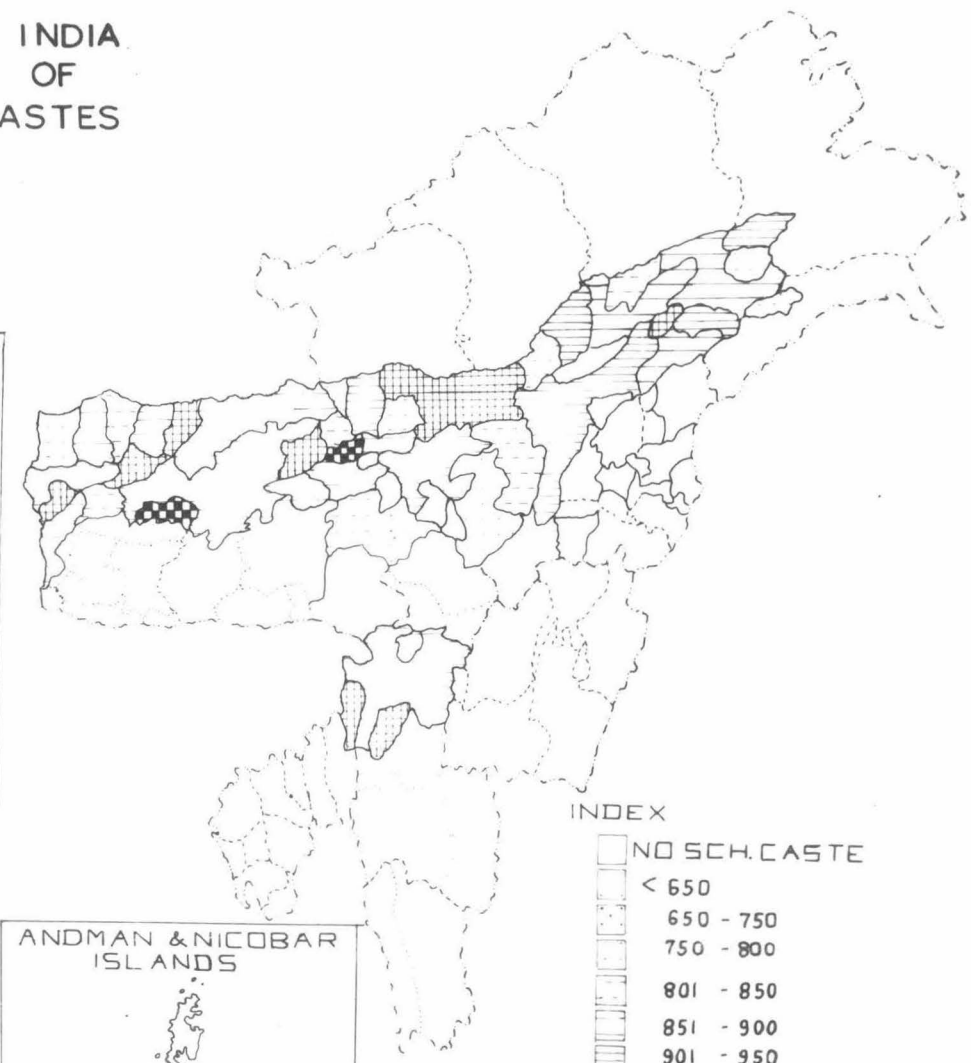 INDIA
OF
ASTES
ANDMAN & NICOBAR
ISLANDS
INDEX
NO SCH. CASTE
< 650
650 - 750
750 - 800
801 - 850
851 - 900
901 - 950